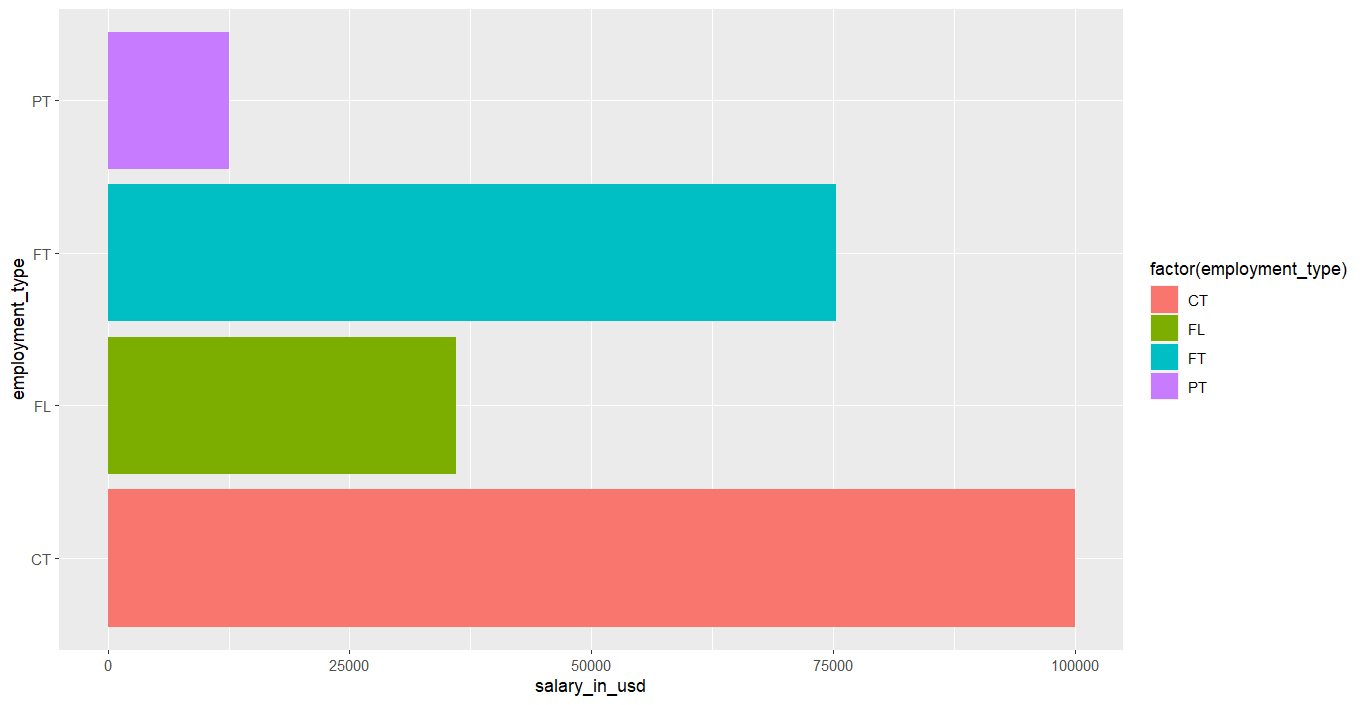 PT
FT
FL
CT
employment_type
0 25000 50000 75000 100000
salary_in_usd
factor(employment_type)
CT
FL
FT
PT